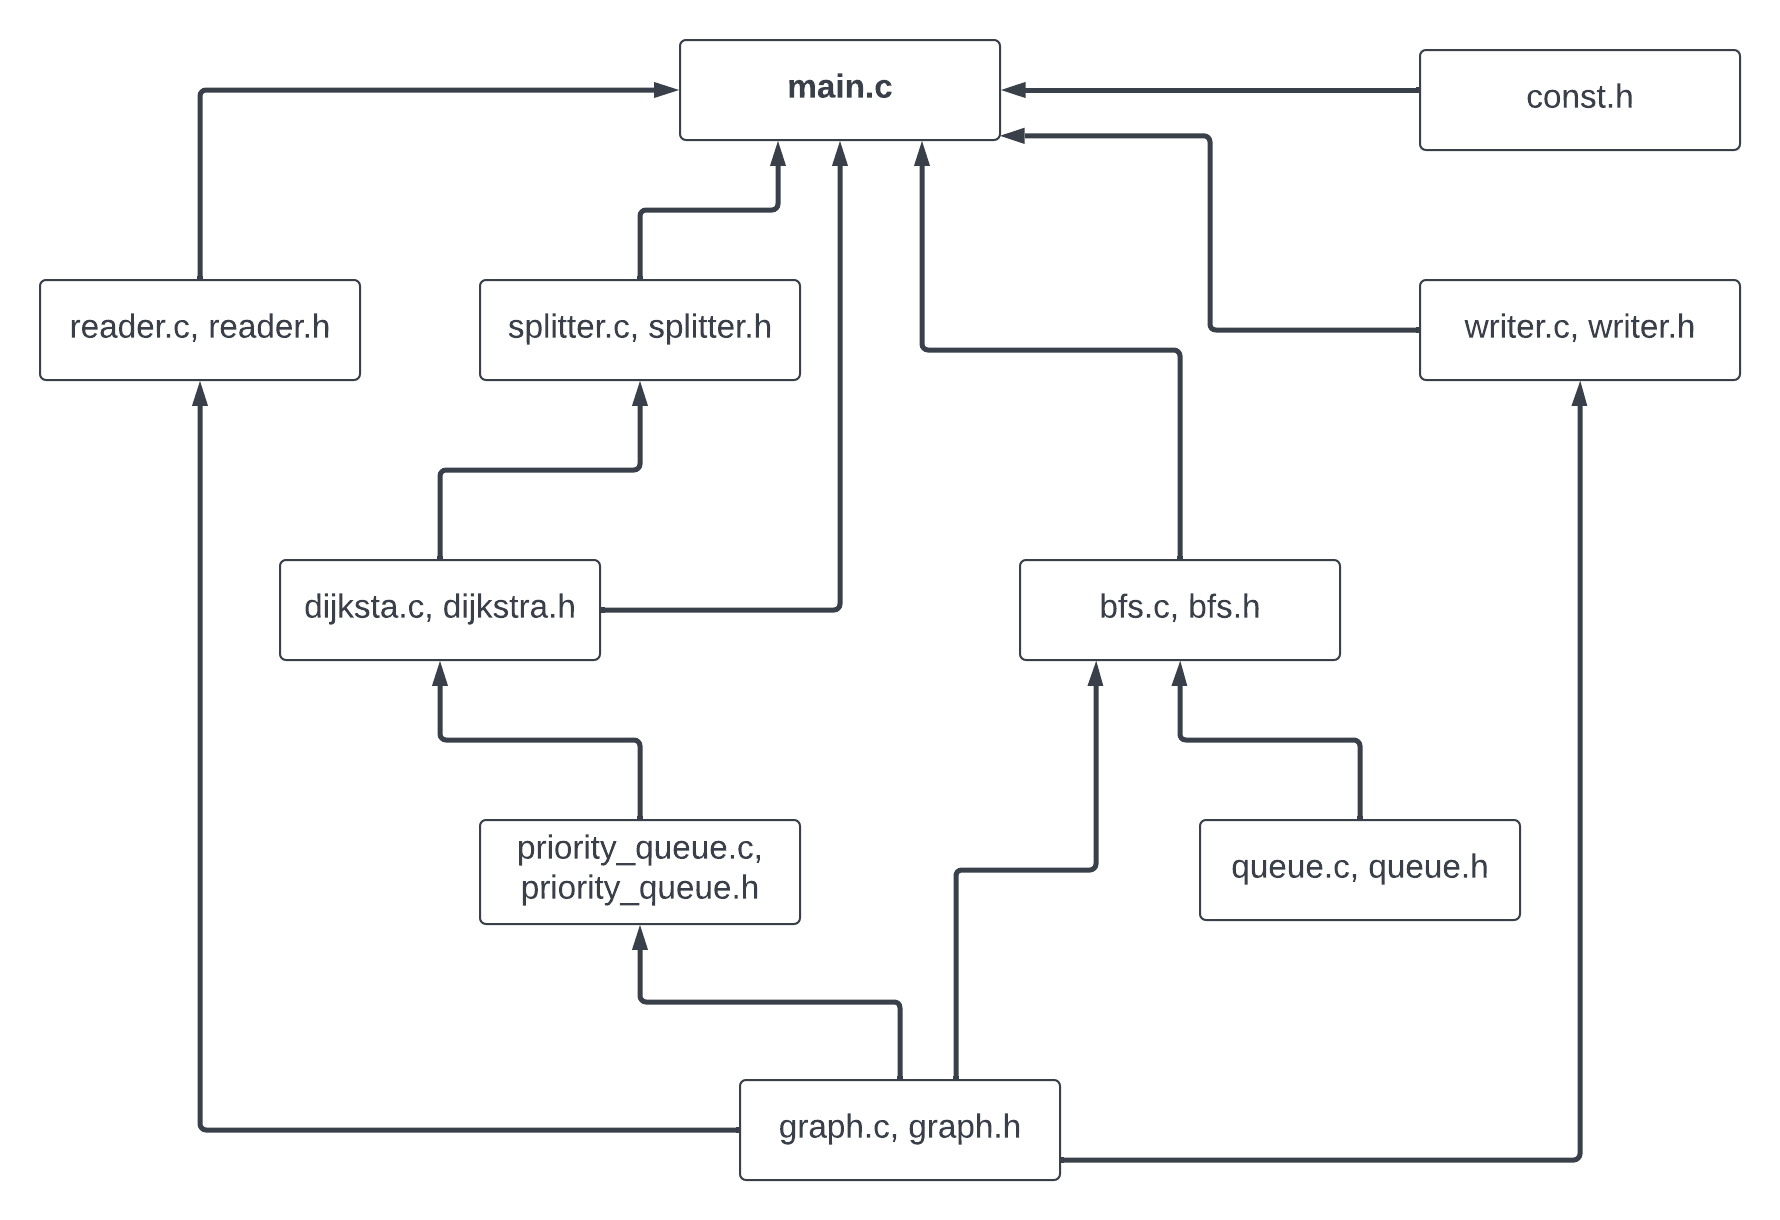 main.c
const.h
reader.c, reader.h
splitter.c, splitter.h
writer.c, writer.h
dijksta.c, dijkstra.h
bfs.c, bfs.h
priority_queue.c,
priority_queue.h
queue.c, queue.h
graph.c, graph.h